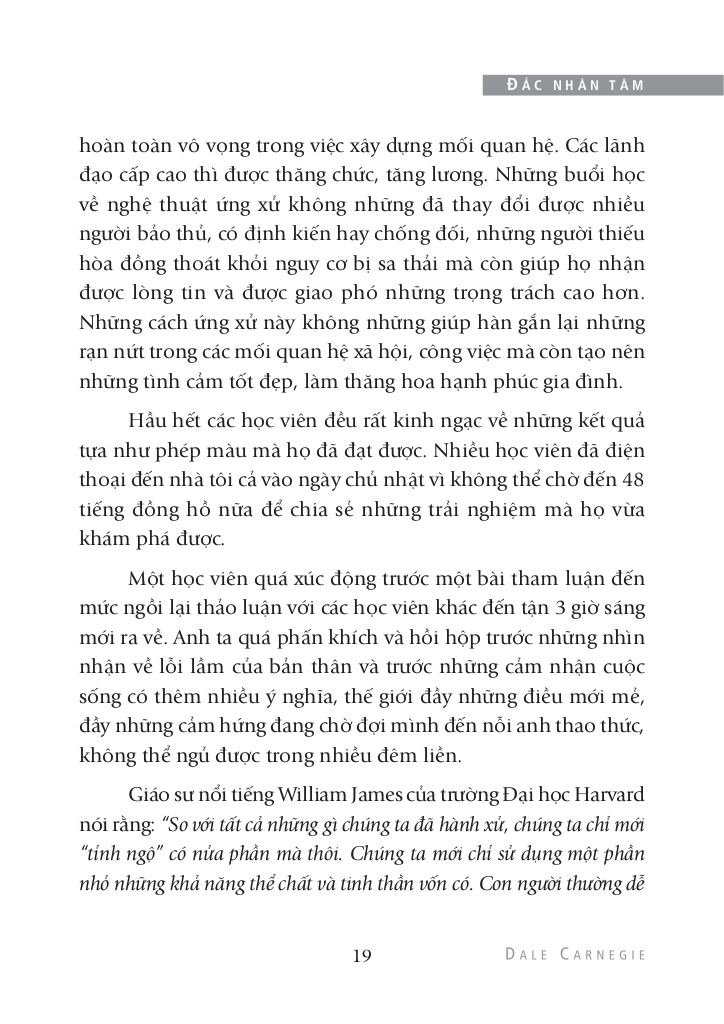 ĐẮC NHÂN TÂM
hoàn toàn vô vọng trong việc xây dựng mối quan hệ. Các lãnh
đạo cấp cao thì được thăng chức, tăng lương. Những buổi học
về nghệ thuật ứng xử không những đã thay đổi được nhiều
người bảo thủ, có định kiến hay chống đối, những người thiếu
hòa đồng thoát khỏi nguy cơ bị sa thải mà còn giúp họ nhận
được lòng tin và được giao phó những trọng trách cao hơn.
Những cách ứng xử này không những giúp hàn gắn lại những
rạn nứt trong các mối quan hệ xã hội, công việc mà còn tạo nên
những tình cảm tốt đẹp, làm thăng hoa hạnh phúc gia đình.
Hầu hết các học viên đều rất kinh ngạc về những kết quả
tựa như phép màu mà họ đã đạt được. Nhiều học viên đã điện
thoại đến nhà tôi cả vào ngày chủ nhật vì không thể chờ đến 48
tiếng đồng hồ nữa để chia sẻ những trải nghiệm mà họ vừa
khám phá được.
Một học viên quá xúc động trước một bài tham luận đến
mức ngồi lại thảo luận với các học viên khác đến tận 3 giờ sáng
mới ra về. Anh ta quá phấn khích và hồi hộp trước những nhìn
nhận về lỗi lầm của bản thân và trước những cảm nhận cuộc
sống có thêm nhiều ý nghĩa, thế giới đầy những điều mới mẻ,
đầy những cảm hứng đang chờ đợi mình đến nỗi anh thao thức,
không thể ngủ được trong nhiều đêm liền.
Giáo sư nổi tiếng William James của trường Đại học Harvard
nói rằng: “So với tất cả những gì chúng ta đã hành xử, chúng ta chỉ mới
“tỉnh ngộ” có nửa phần mà thôi. Chúng ta mới chỉ sử dụng một phần
nhỏ những khả năng thể chất và tinh thần vốn có. Con người thường dễ
19
DALE CARNEGIE